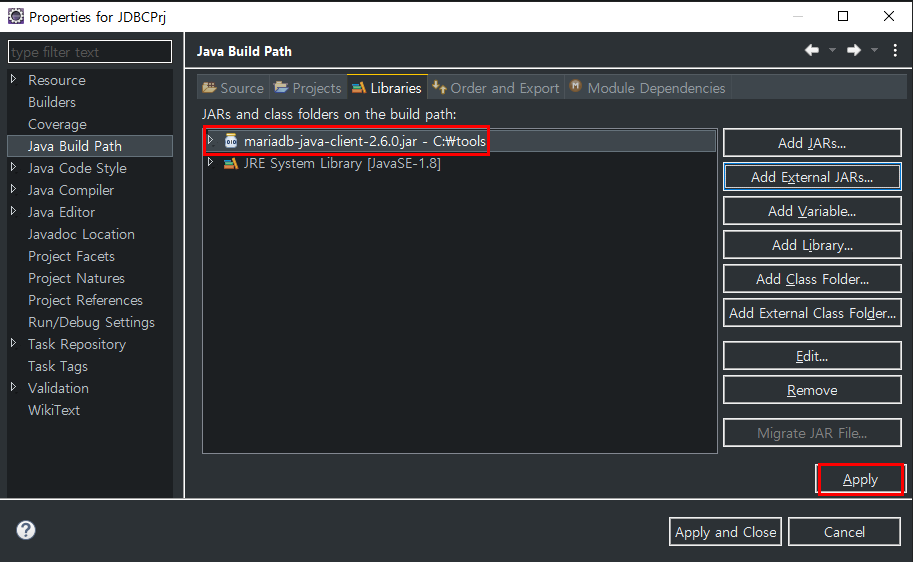 Properties for JDBCPrj
type filter text
Resource
Builders
Coverage
Java Build Path
Java Code Style
Java Compiler
Java Editor
Javadoc Location
Project Facets
Project Natures
Project References
Run/Debug Settings
Task Repository
Task Tags
Validation
WikiText
Java Build Path
Source
Projects
Libraries
Order and Export
Module Dependencies
JARs and class folders on the build path:
mariadb-java-client-2.6.0.jar - C:₩tools
JRE System Library [JavaSE-1.8]
Add JARs...
Add External JARs...
Add Variable...
Add Library...
Add Class Folder...
Add External Class Folder...
Edit...
Remove
Migrate JAR File...
Apply
Apply and Close
Cancel